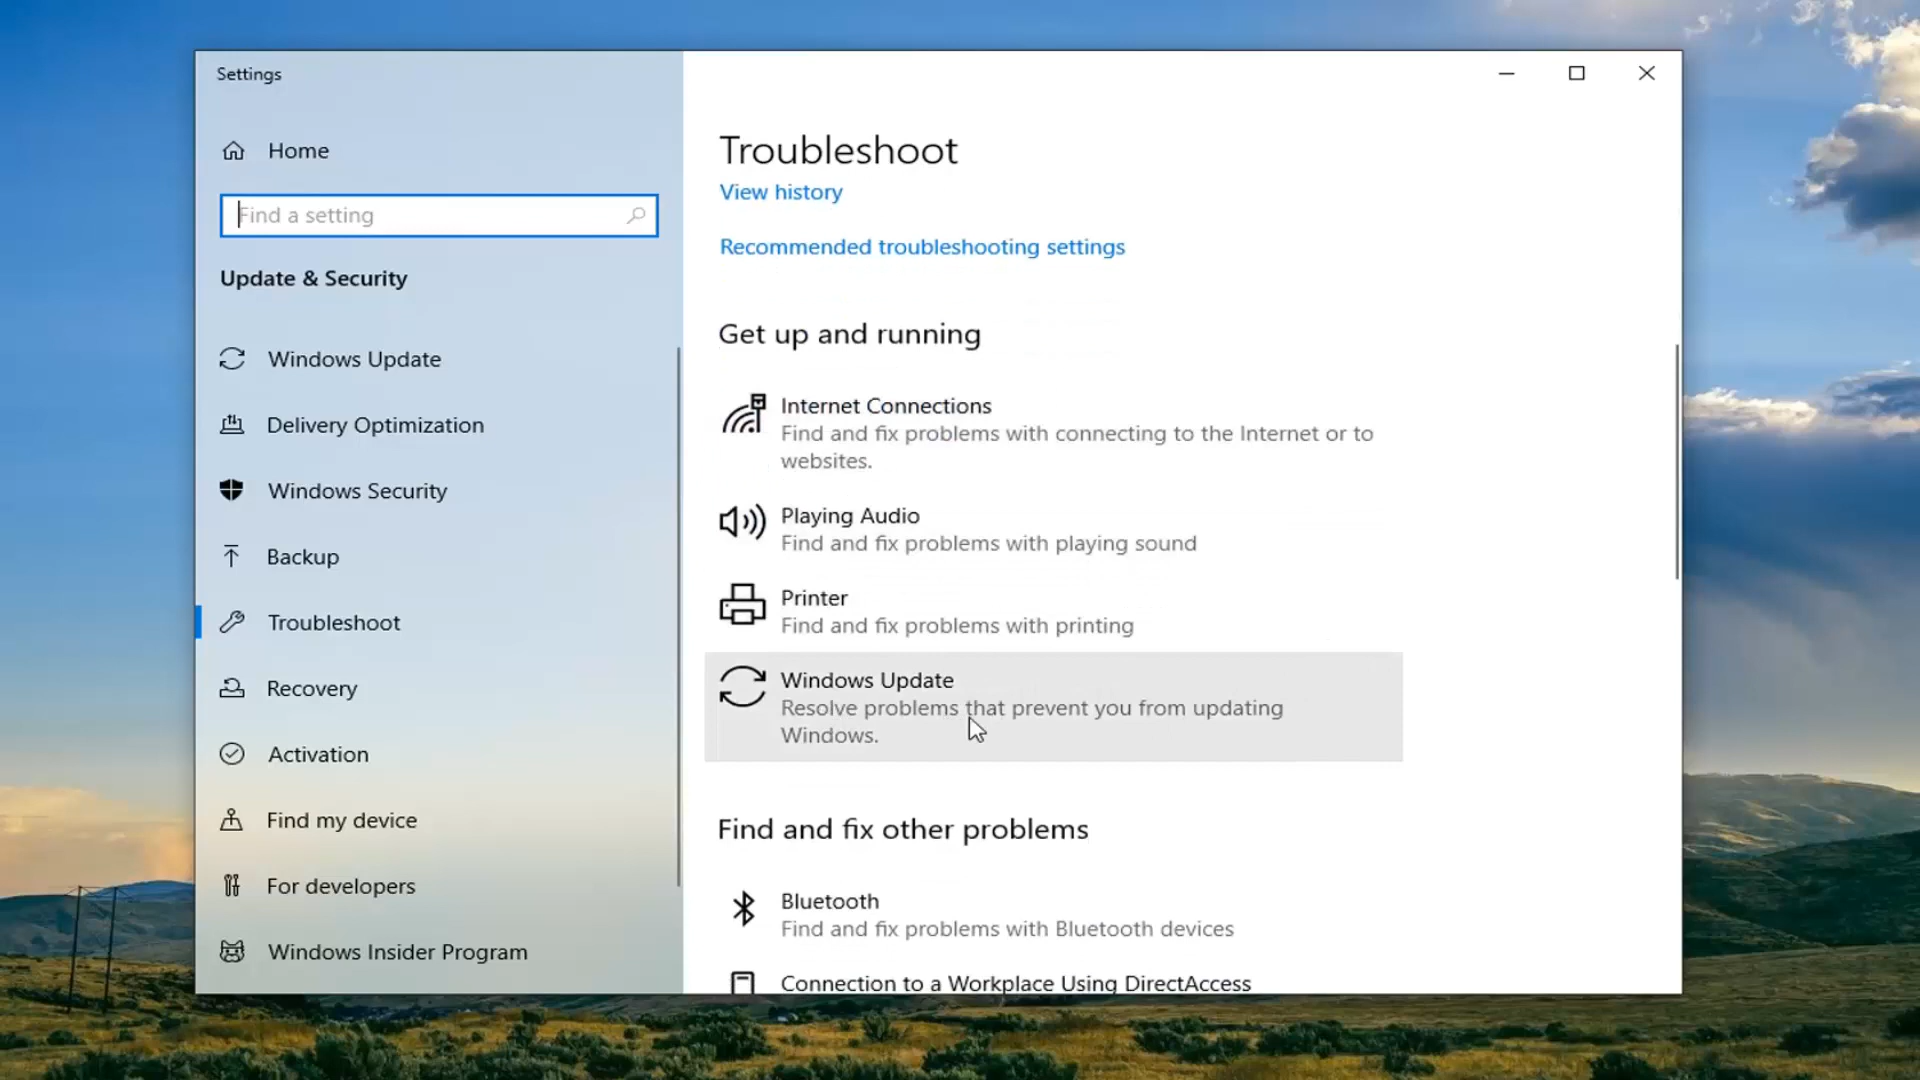 Settings
Home
Find a setting
Update & Security
Windows Update
Delivery Optimization
Windows Security
Backup
Troubleshoot
Recovery
Activation
Find my device
For developers
Windows Insider Program
Troubleshoot
View history
Recommended troubleshooting settings
Get up and running
Internet Connections
Find and fix problems with connecting to the Internet or to
websites.
Playing Audio
Find and fix problems with playing sound
Printer
Find and fix problems with printing
Windows Update
Resolve problems that prevent you from updating
Windows.
Find and fix other problems
Bluetooth
Find and fix problems with Bluetooth devices
Connection to a Workplace Using DirectAccess